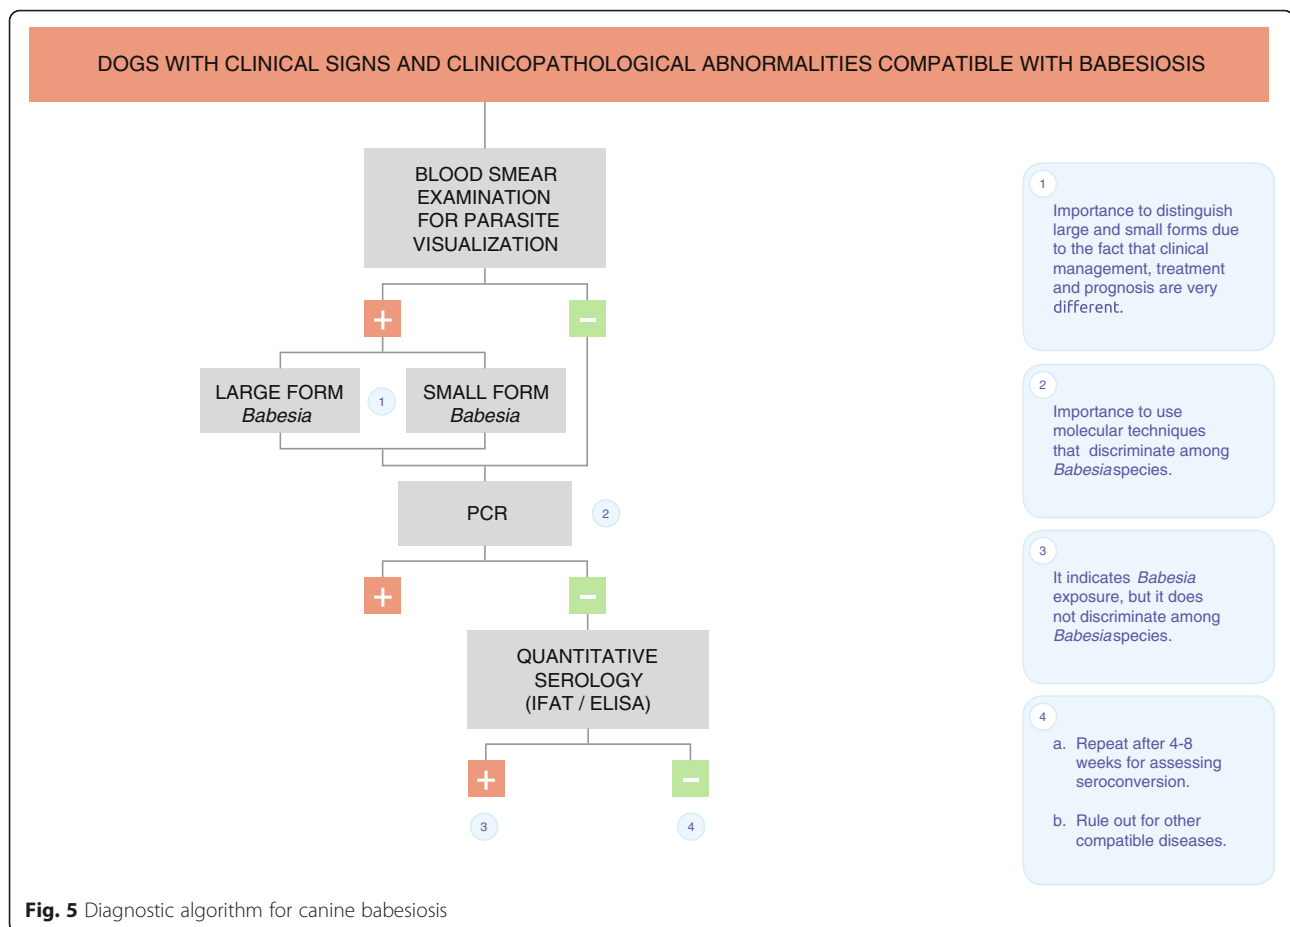 DOGS WITH CLINICAL SIGNS AND CLINICOPATHOLOGICAL ABNORMALITIES COMPATIBLE WITH BABESIOSIS
BLOOD SMEAR
EXAMINATION
FOR PARASITE
VISUALIZATION
+
−
LARGE FORM
Babesia
1
SMALL FORM
Babesia
PCR
2
+
−
QUANTITATIVE
SEROLOGY
(IFAT / ELISA)
+
−
3
4
1
Importance to distinguish
large and small forms due
to the fact that clinical
management, treatment
and prognosis are very
different.
2
Importance to use
molecular techniques
that discriminate among
Babesiaspecies.
3
It indicates Babesia
exposure, but it does
not discriminate among
Babesiaspecies.
4
a. Repeat after 4-8
weeks for assessing
seroconversion.
b. Rule out for other
compatible diseases.
Fig. 5 Diagnostic algorithm for canine babesiosis